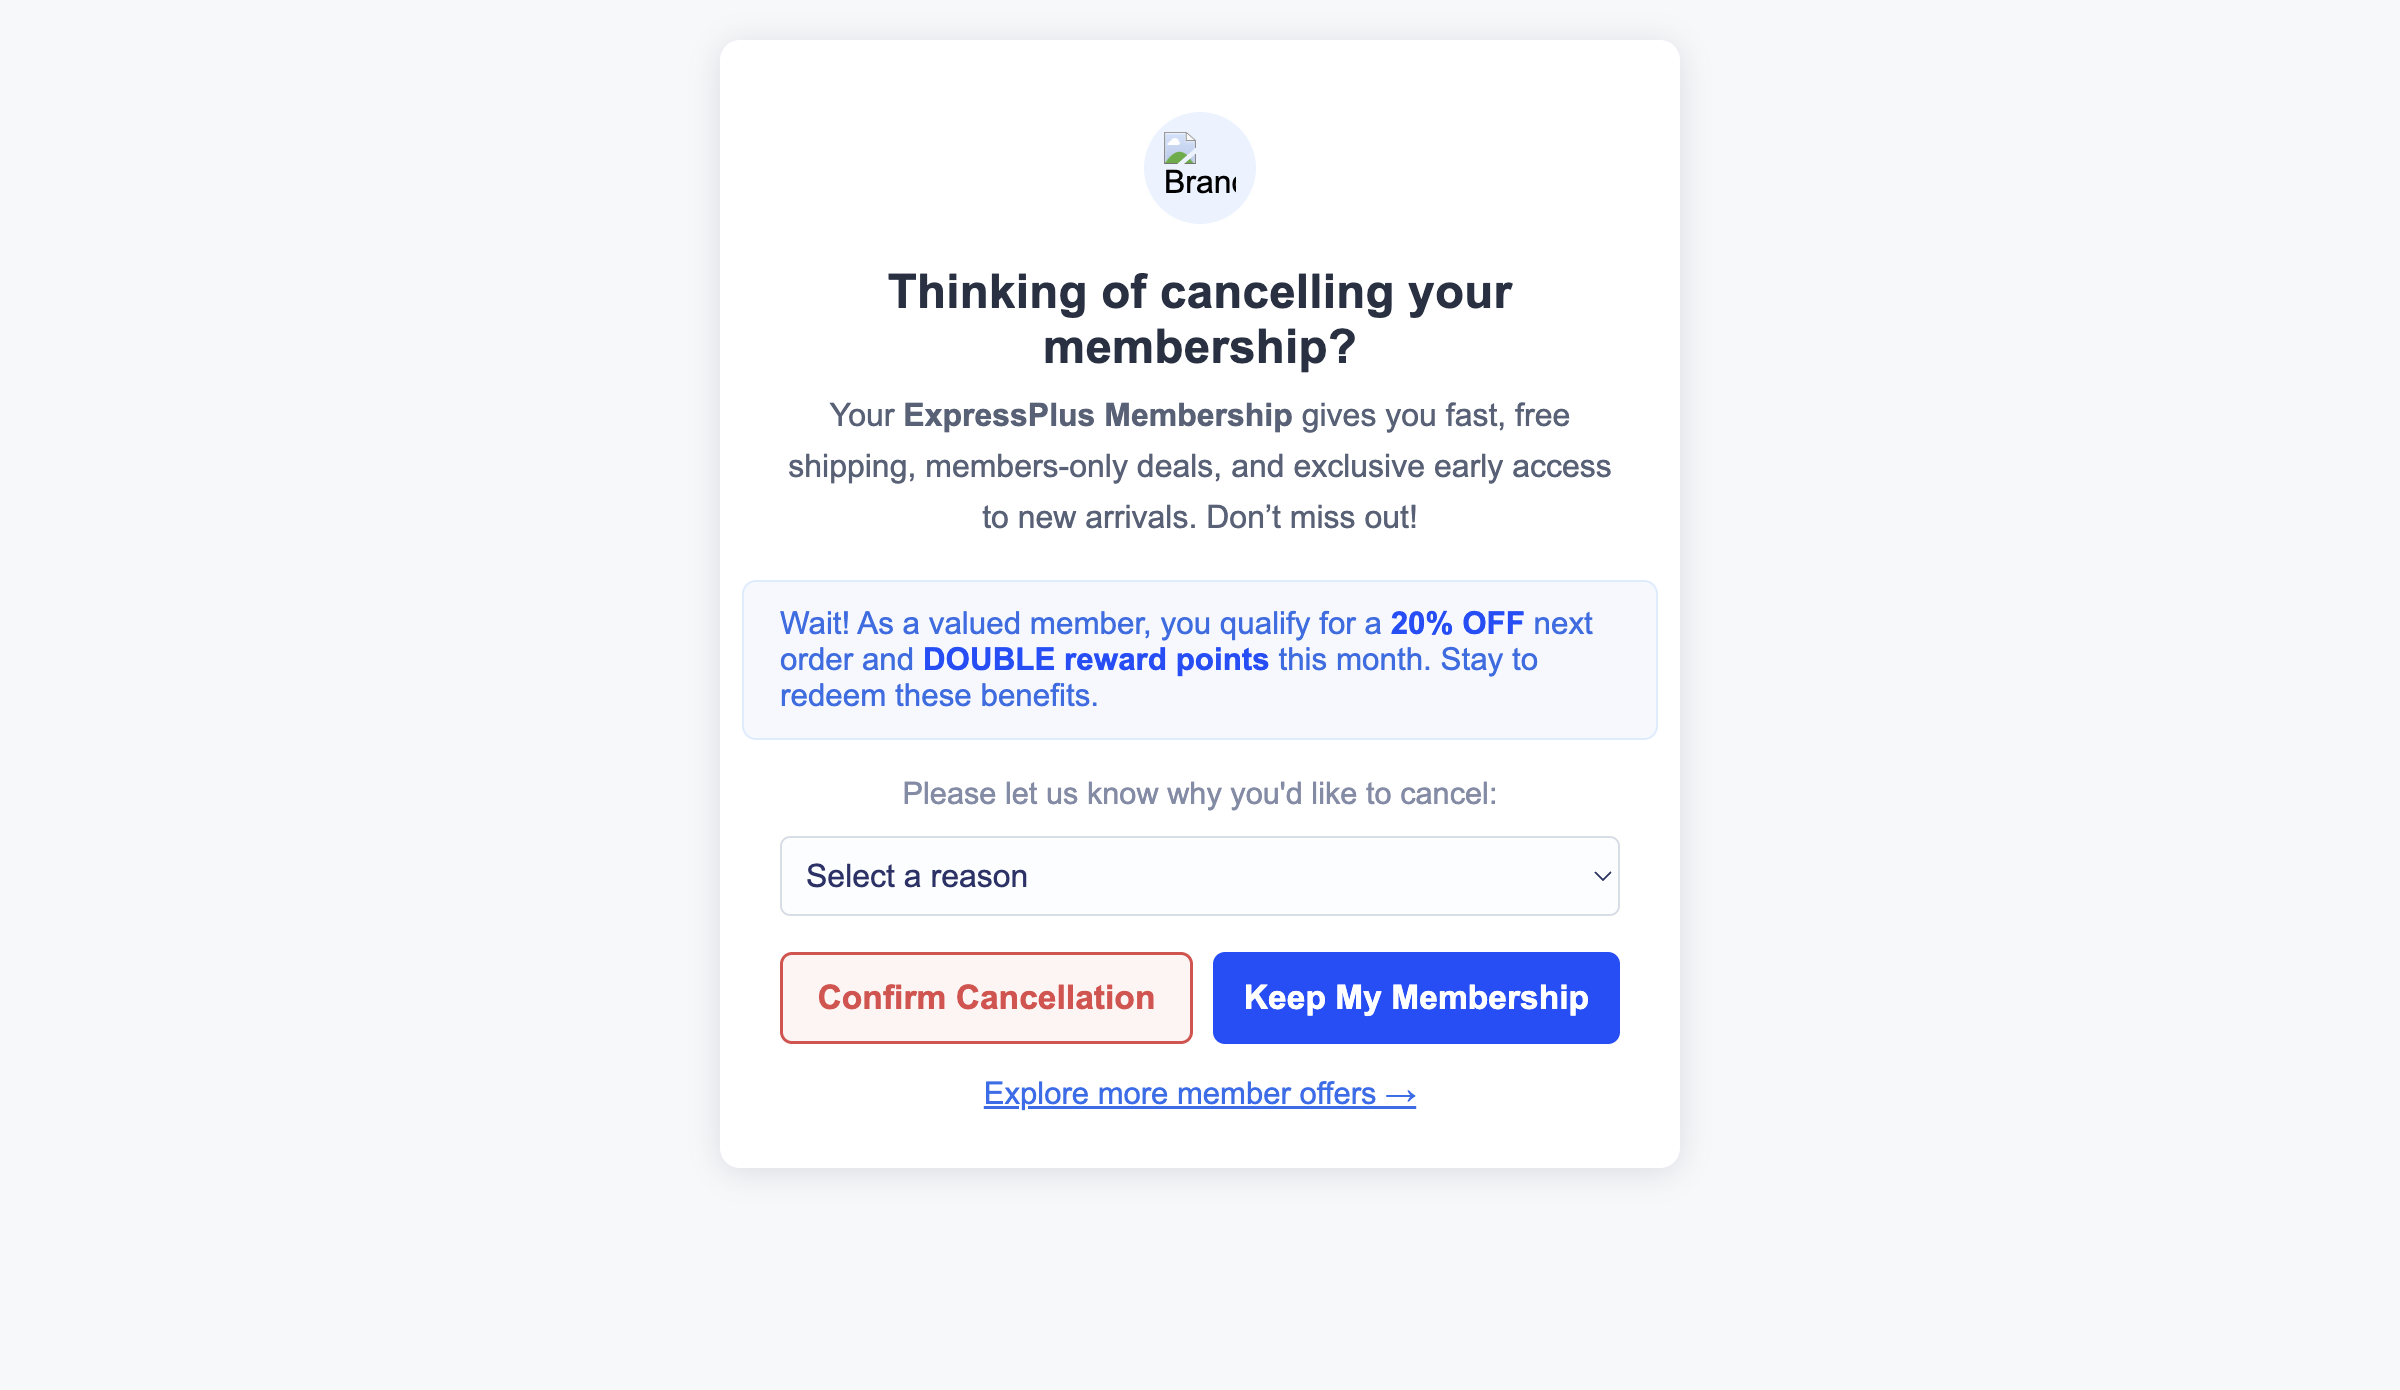 Thinking of cancelling your
membership?
Your ExpressPlus Membership gives you fast, free
shipping, members-only deals, and exclusive early access
to new arrivals. Don’t miss out!
Wait! As a valued member, you qualify for a 20% OFF next
order and DOUBLE reward points this month. Stay to
redeem these benefits.
Please let us know why you'd like to cancel:
Select a reason
Confirm Cancellation
Keep My Membership
Explore more member offers →